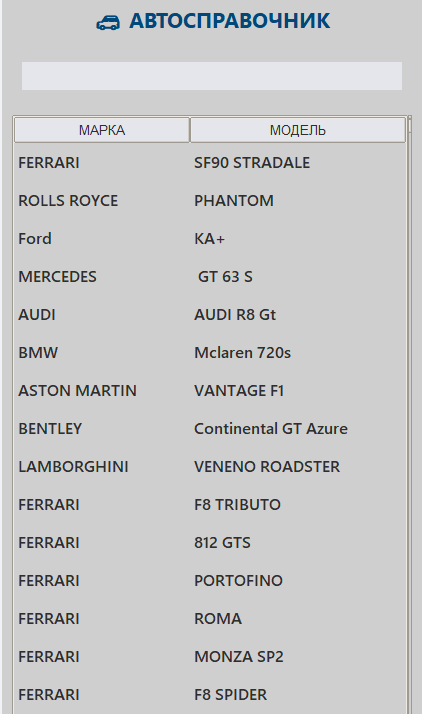 АВТОСПРАВОЧНИК
МАРКА МОДЕЛЬ
FERRARI SF90 STRADALE
ROLLS ROYCE PHANTOM
Ford KA+
MERCEDES GT 63 S
AUDI AUDI R8 Gt
BMW Mclaren 720s
ASTON MARTIN VANTAGE F1
BENTLEY Continental GT Azure
LAMBORGHINI VENENO ROADSTER
FERRARI F8 TRIBUTO
FERRARI 812 GTS
FERRARI PORTOFINO
FERRARI ROMA
FERRARI MONZA SP2
FERRARI F8 SPIDER